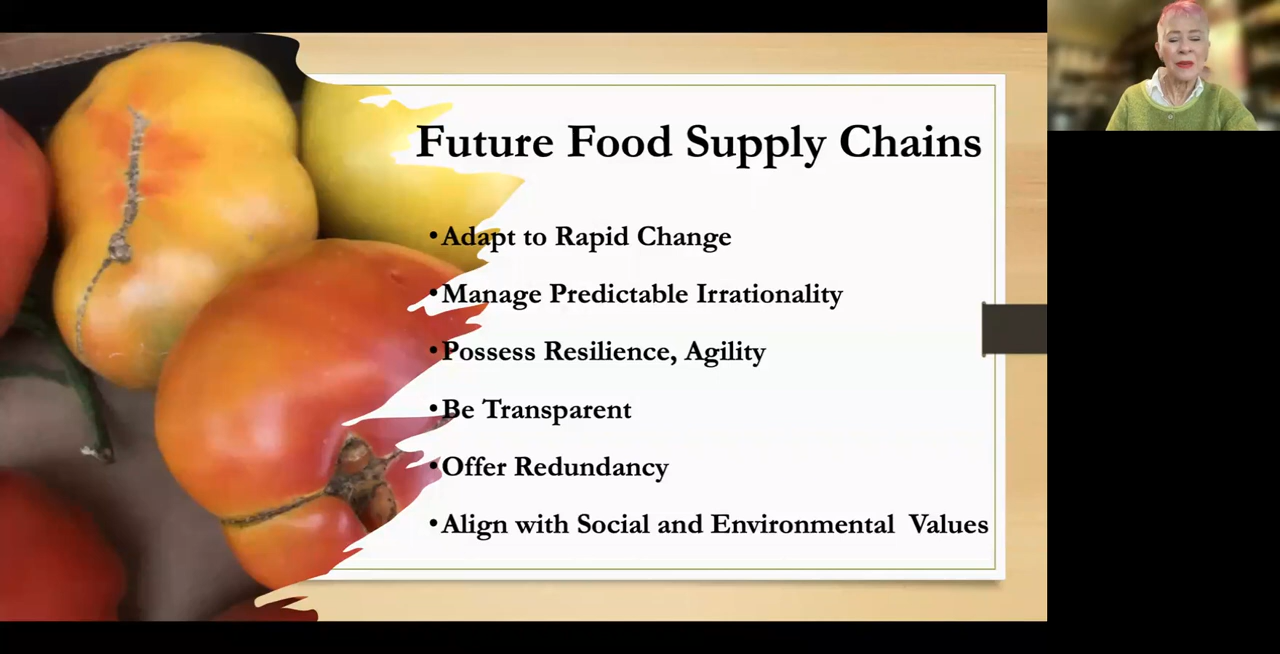 Future Food Supply Chains
•Adapt to Rapid Change
•Manage Predictable Irrationality
•Possess Resilience, Agility
•Be Transparent
•Offer Redundancy
•Align with Social and Environmental Values